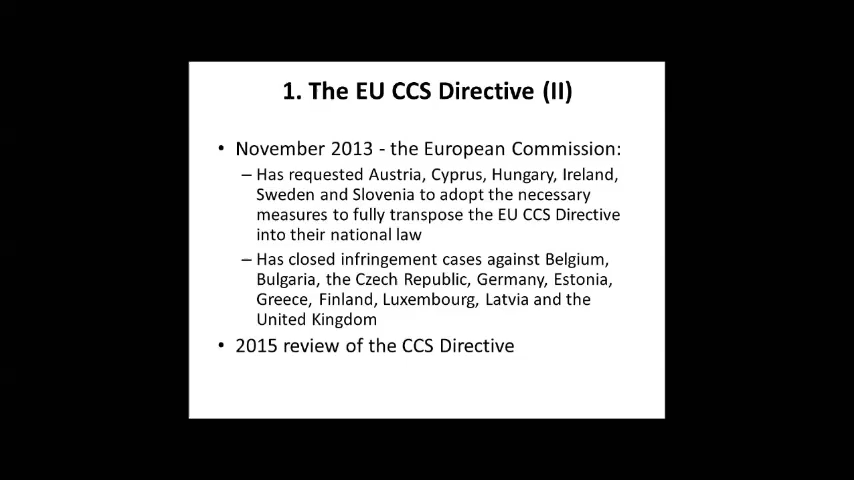 1. The EU CCS Directive (II)
• November 2013 - the European Commission:
– Has requested Austria, Cyprus, Hungary, Ireland,
Sweden and Slovenia to adopt the necessary
measures to fully transpose the EU CCS Directive
into their national law
– Has closed infringement cases against Belgium,
Bulgaria, the Czech Republic, Germany, Estonia,
Greece, Finland, Luxembourg, Latvia and the
United Kingdom
• 2015 review of the CCS Directive